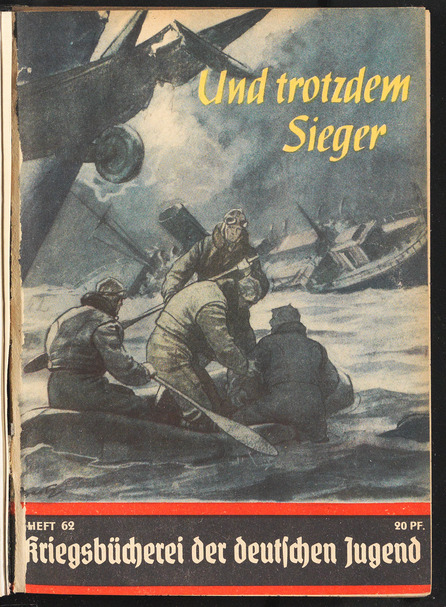 Und trotzdem
Sieger
HEFT 62
20 PF.
Kriegsbücherei der deutſchen Jugend